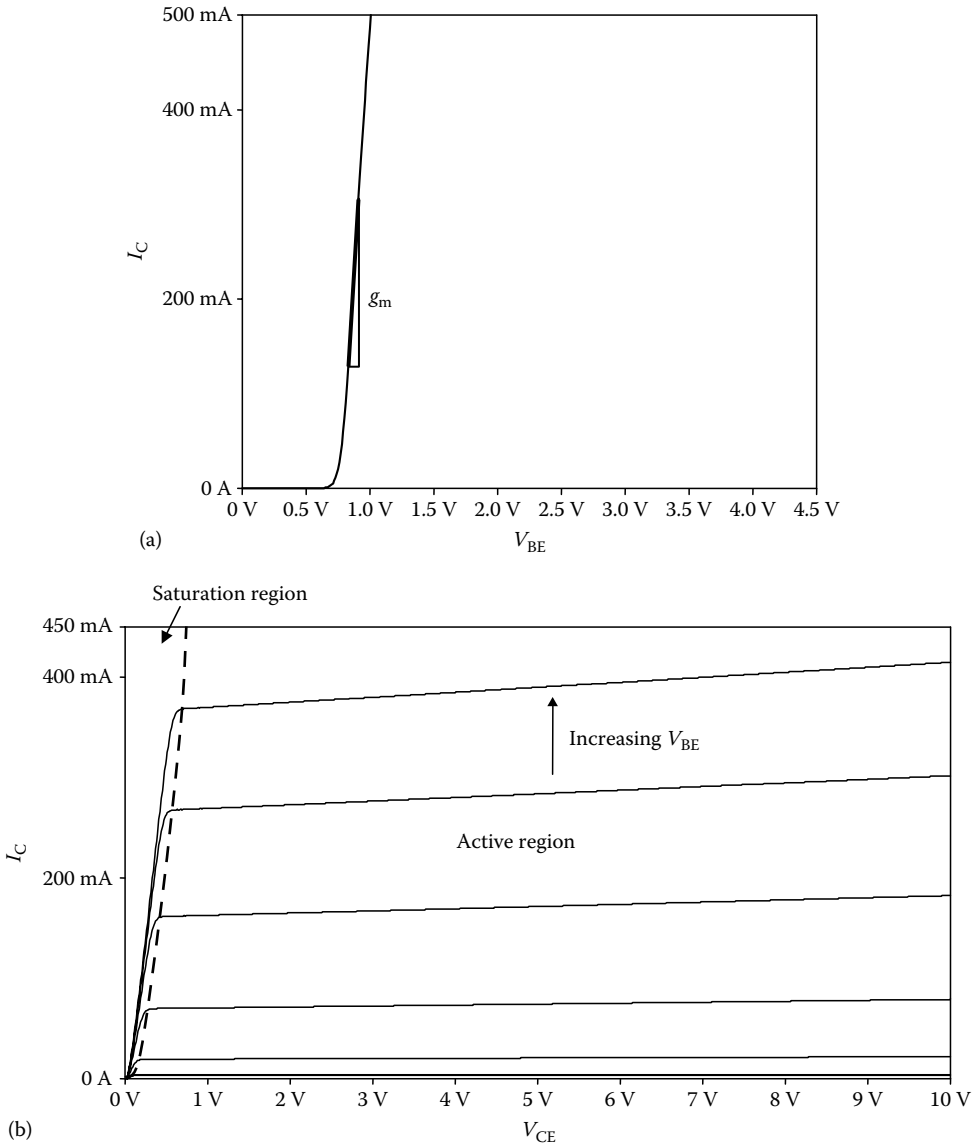 500 mA
400 mA
I_C
200 mA
g_m
0 A
0 V 0.5 V 1.0 V 1.5 V 2.0 V 2.5 V 3.0 V 3.5 V 4.0 V 4.5 V
(a)
V_BE
Saturation region
450 mA
400 mA
Increasing V_BE
Active region
I_C
200 mA
0 A
0 V 1 V 2 V 3 V 4 V 5 V 6 V 7 V 8 V 9 V 10 V
(b)
V_CE